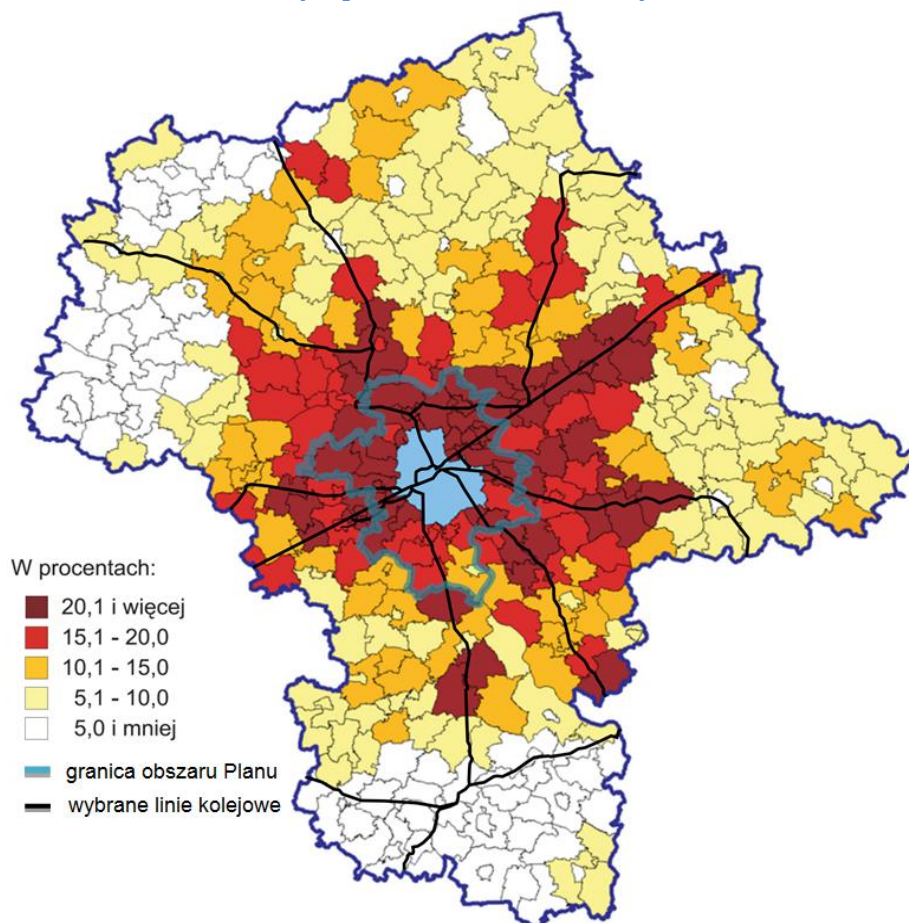 W procentach:
20,1 i więcej
15,1 - 20,0
10,1 - 15,0
5,1 - 10,0
5,0 i mniej
granica obszaru Planu
wybrane linie kolejowe